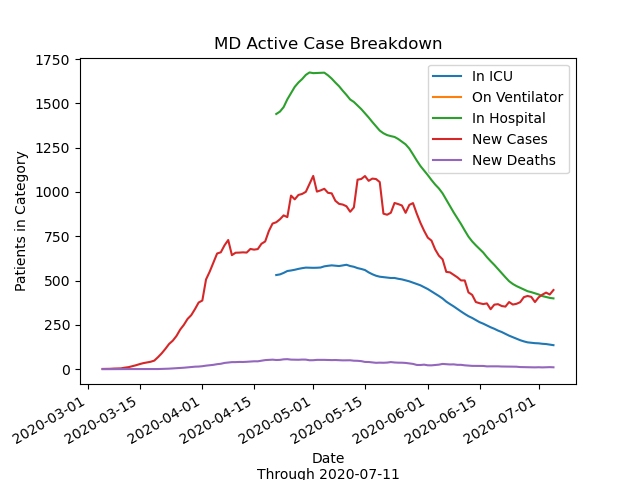 MD Active Case Breakdown
1750
1500
1250
1000
750
500
250
0
Patients in Category
In ICU
On Ventilator
In Hospital
New Cases
New Deaths
2020-03-01
2020-03-15
2020-04-01
2020-04-15
2020-05-01
2020-05-15
2020-06-01
2020-06-15
2020-07-01
Date
Through 2020-07-11